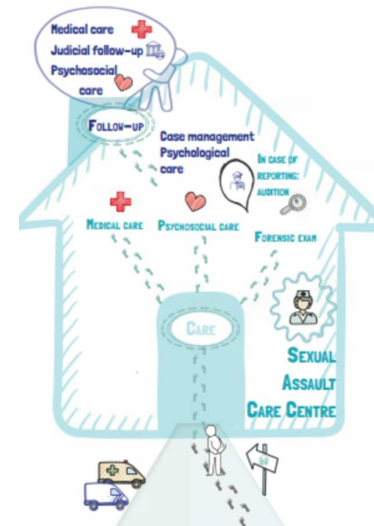 Medical care
Judicial follow-up
Psychosocial
care
FOLLOW-UP
Case management
Psychological
care
IN CASE OF
REPORTING:
AUDITION
MEDICAL CARE
PSYCHOSOCIAL CARE
FORENSIC EXAM
CARE
SEXUAL
ASSAULT
CARE CENTRE